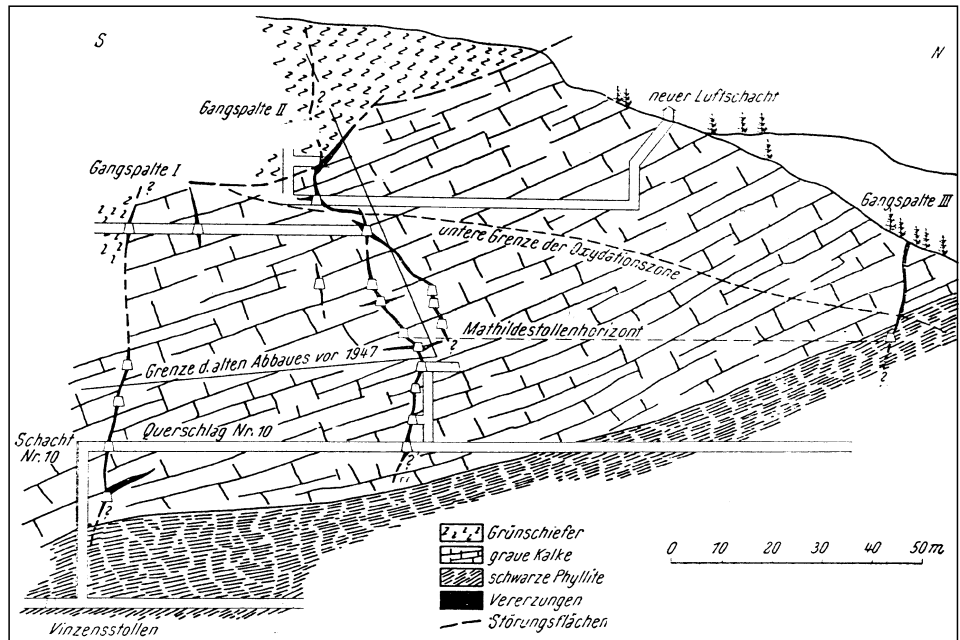 S
N
Gangspalte II
neuer Luftschacht
Gangspalte I
Gangspalte III
untere Grenze der Oxydationszone
Mathildestollenhorizont
Grenze d. alten Abbaues vor 1947
Schacht
Nr. 10
Querschlag Nr. 10
Grünschiefer
graue Kalke
schwarze Phyllite
Vererzungen
Störungsflächen
0 10 20 30 40 50 m
Vinzensstollen
?
?
?
?
?
?